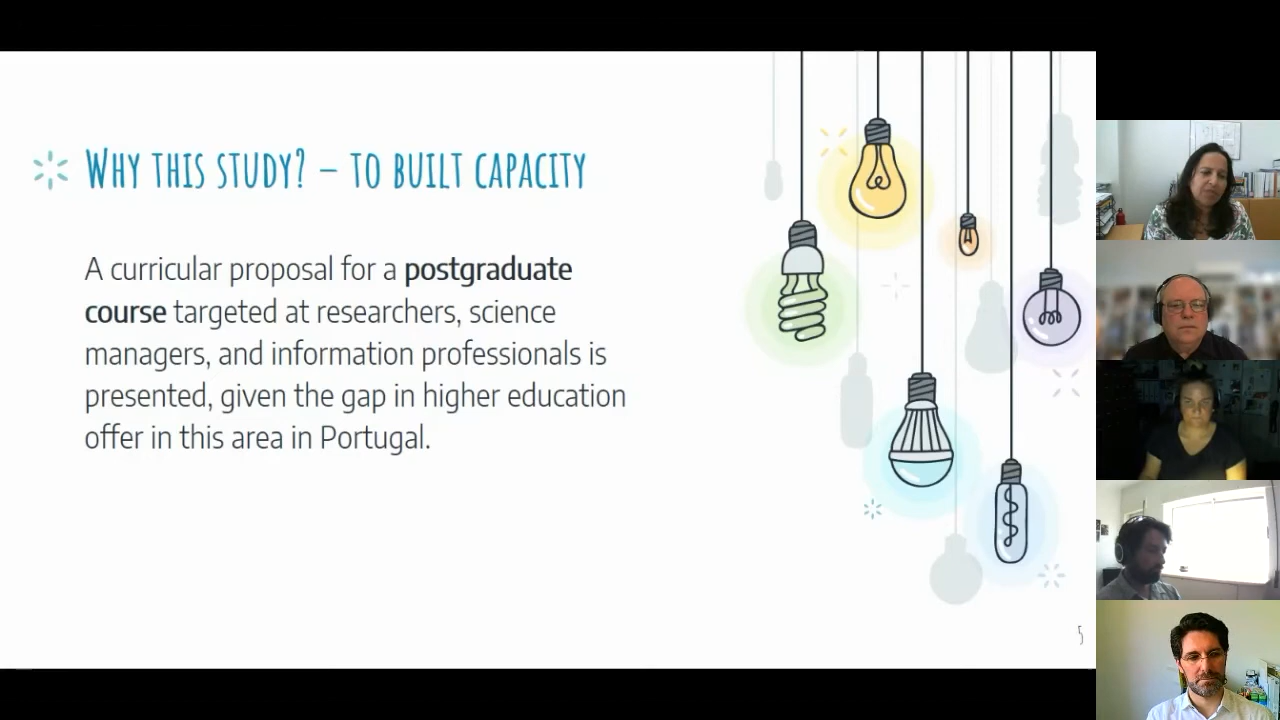 WHY THIS STUDY? – TO BUILT CAPACITY
A curricular proposal for a postgraduate
course targeted at researchers, science
managers, and information professionals is
presented, given the gap in higher education
offer in this area in Portugal.
5